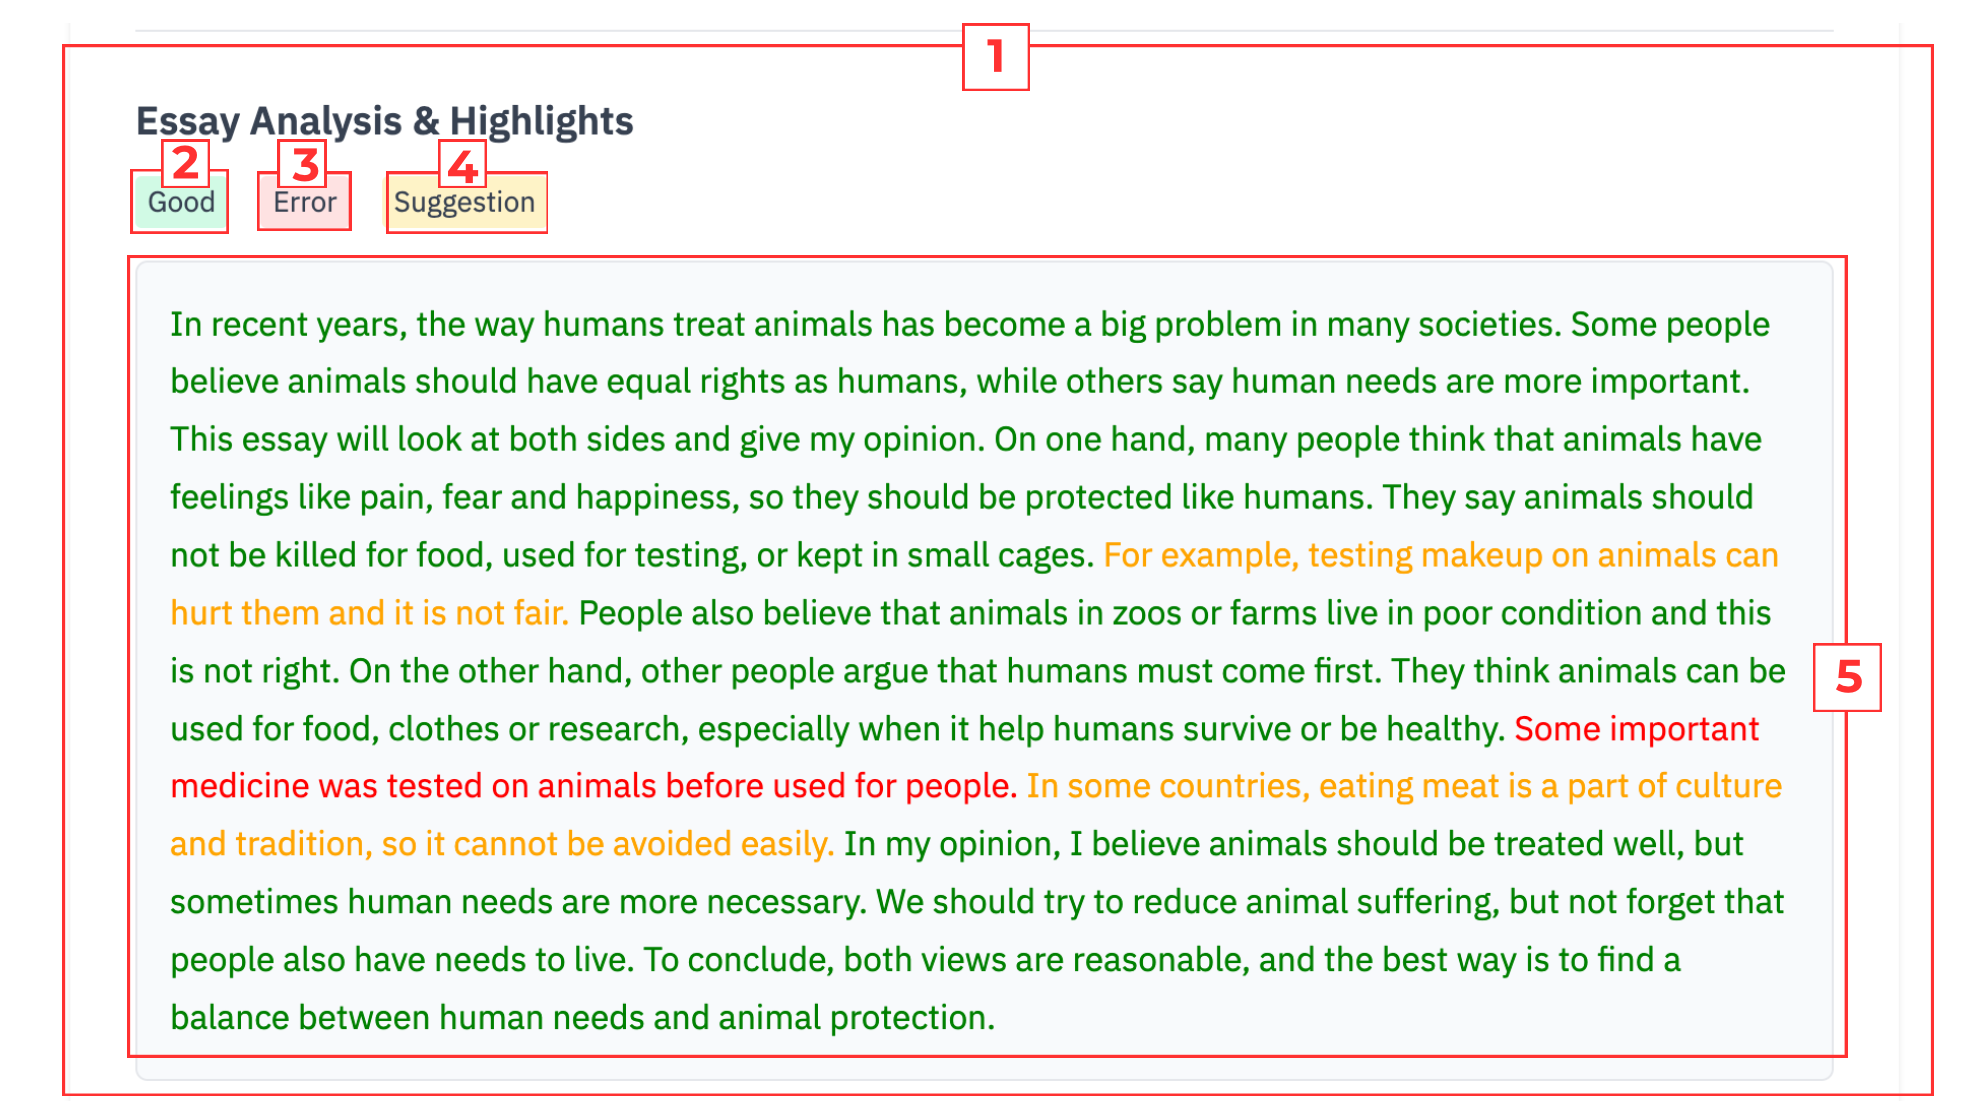 1
Essay Analysis & Highlights
2 3 4
Good Error Suggestion
In recent years, the way humans treat animals has become a big problem in many societies. Some people
believe animals should have equal rights as humans, while others say human needs are more important.
This essay will look at both sides and give my opinion. On one hand, many people think that animals have
feelings like pain, fear and happiness, so they should be protected like humans. They say animals should
not be killed for food, used for testing, or kept in small cages. For example, testing makeup on animals can
hurt them and it is not fair. People also believe that animals in zoos or farms live in poor condition and this
is not right. On the other hand, other people argue that humans must come first. They think animals can be
5
used for food, clothes or research, especially when it help humans survive or be healthy. Some important
medicine was tested on animals before used for people. In some countries, eating meat is a part of culture
and tradition, so it cannot be avoided easily. In my opinion, I believe animals should be treated well, but
sometimes human needs are more necessary. We should try to reduce animal suffering, but not forget that
people also have needs to live. To conclude, both views are reasonable, and the best way is to find a
balance between human needs and animal protection.